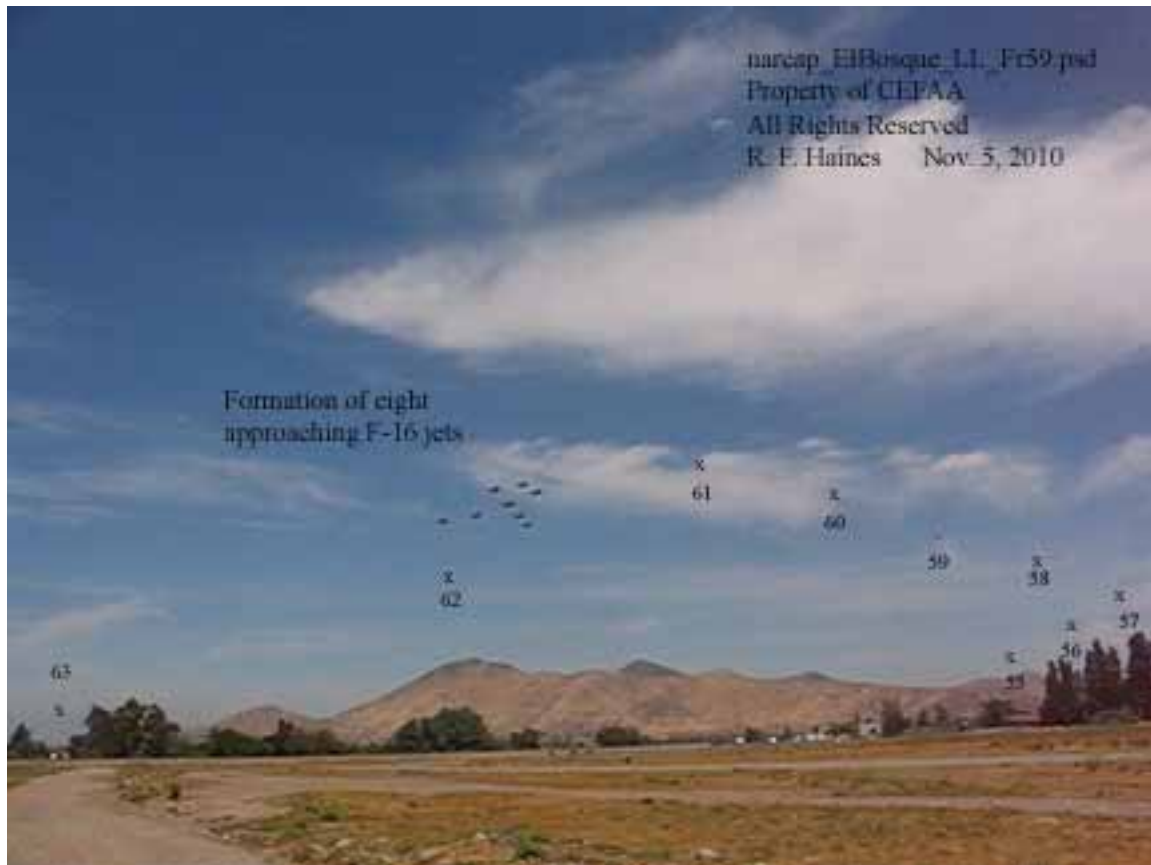 narcap_ElBosque_LL_Fr59.psd
Property of CEFAA
All Rights Reserved
R. F. Haines Nov. 5, 2010
Formation of eight
approaching F-16 jets
x
61
x
60
59
x
58
x
57
x
56
x
55
x
62
63
x